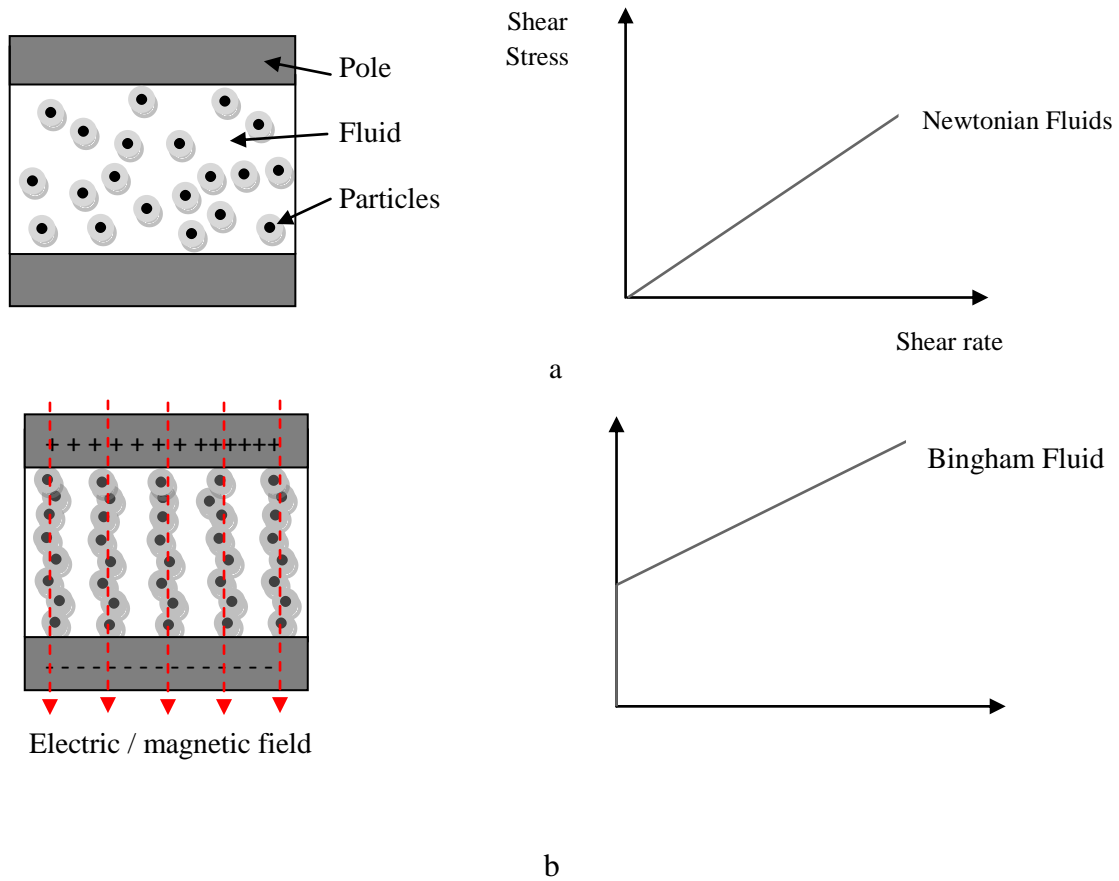 Shear
Stress
Pole
Fluid
Particles
Newtonian Fluids
Shear rate
a
+ + + + + + + +++++++
- - - - - - - - - - - - - -
Electric / magnetic field
Bingham Fluid
b